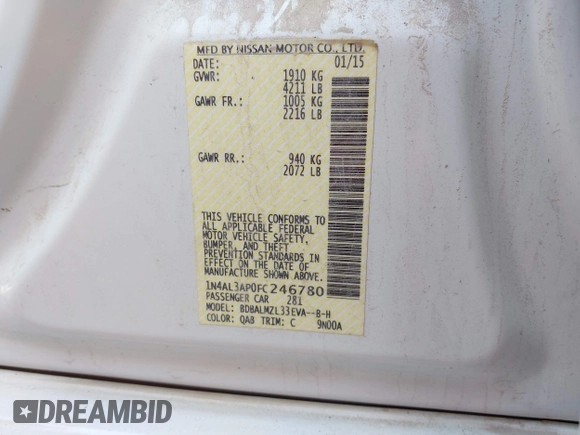 MFD BY NISSAN MOTOR CO., LTD.
DATE: 01/15
GVWR: 1910 KG
4211 LB
GAWR FR.: 1005 KG
2216 LB
GAWR RR.: 940 KG
2072 LB
THIS VEHICLE CONFORMS TO
ALL APPLICABLE FEDERAL
MOTOR VEHICLE SAFETY,
BUMPER, AND THEFT
PREVENTION STANDARDS IN
EFFECT ON THE DATE OF
MANUFACTURE SHOWN ABOVE.
1N4AL3AP0FC246780
PASSENGER CAR 281
MODEL: BDBALMZL33EVA--B-H
COLOR: QAB TRIM: C 9N00A
DREAMBID